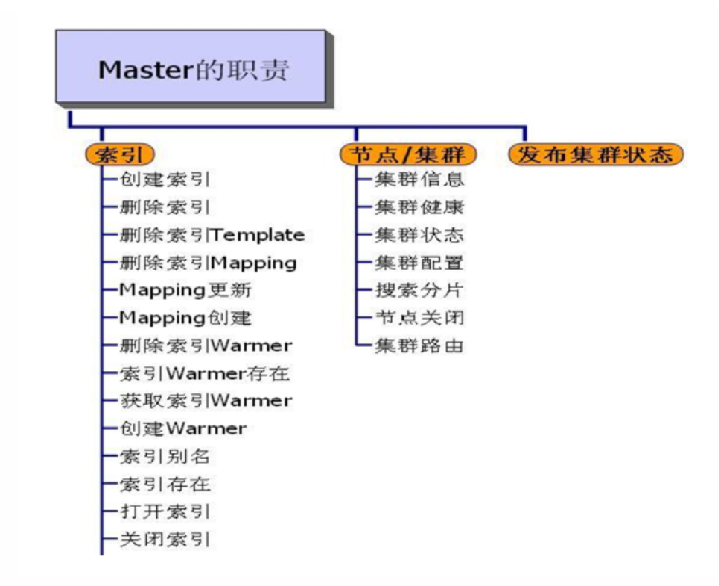 Master的职责
索引
创建索引
删除索引
删除索引Template
删除索引Mapping
Mapping更新
Mapping创建
删除索引Warmer
索引Warmer存在
获取索引Warmer
创建Warmer
索引别名
索引存在
打开索引
关闭索引
节点/集群
集群信息
集群健康
集群状态
集群配置
搜索分片
节点关闭
集群路由
发布集群状态